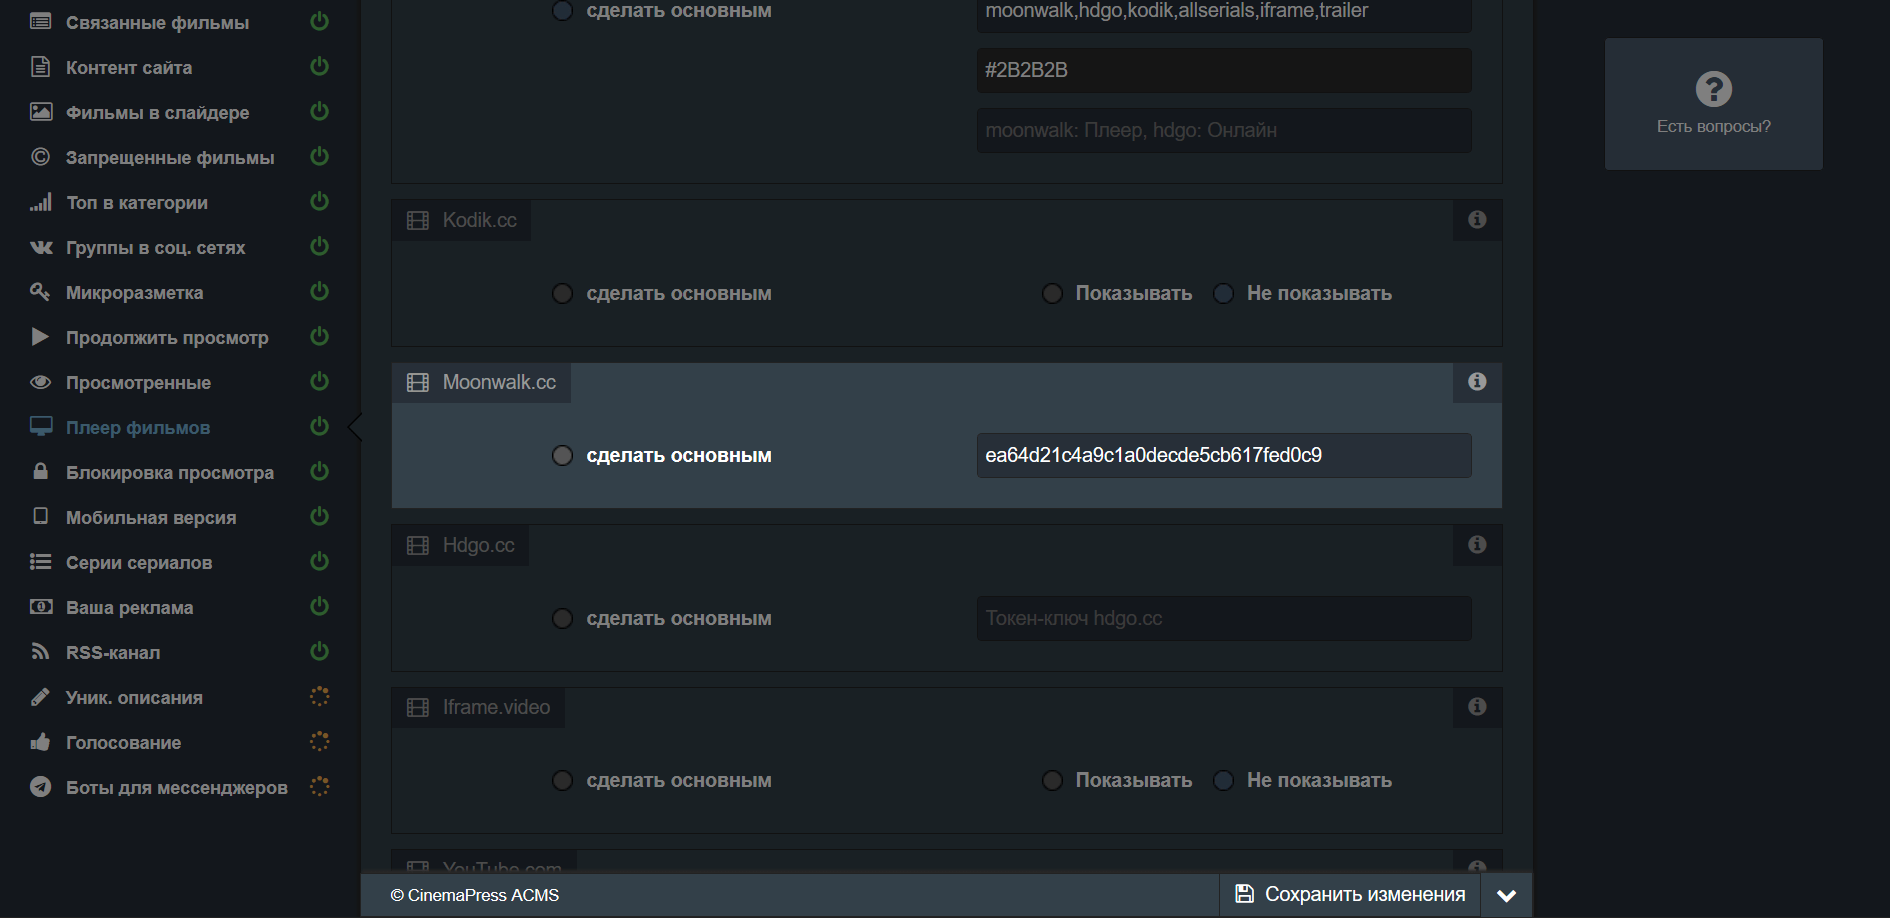 Связанные фильмы
Контент сайта
Фильмы в слайдере
Запрещенные фильмы
Топ в категории
Группы в соц. сетях
Микроразметка
Продолжить просмотр
Просмотренные
Плеер фильмов
Блокировка просмотра
Мобильная версия
Серии сериалов
Ваша реклама
RSS-канал
Уник. описания
Голосование
Боты для мессенджеров
сделать основным
moonwalk,hdgo,kodik,allserials,iframe,trailer
#2B2B2B
moonwalk: Плеер, hdgo: Онлайн
Kodik.cc
сделать основным Показывать Не показывать
Moonwalk.cc
сделать основным
ea64d21c4a9c1a0decde5cb617fed0c9
Hdgo.cc
сделать основным
Токен-ключ hdgo.cc
Iframe.video
сделать основным Показывать Не показывать
YouTube.com
© CinemaPress ACMS
Сохранить изменения
Есть вопросы?